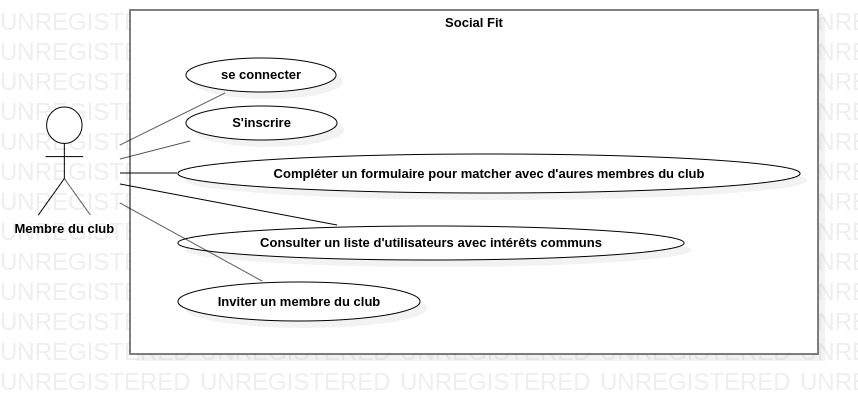 Social Fit
se connecter
S'inscrire
Compléter un formulaire pour matcher avec d'aures membres du club
Membre du club
Consulter un liste d'utilisateurs avec intérêts communs
Inviter un membre du club
UNREGISTERED UNREGISTERED UNREGISTERED UNREGISTERED